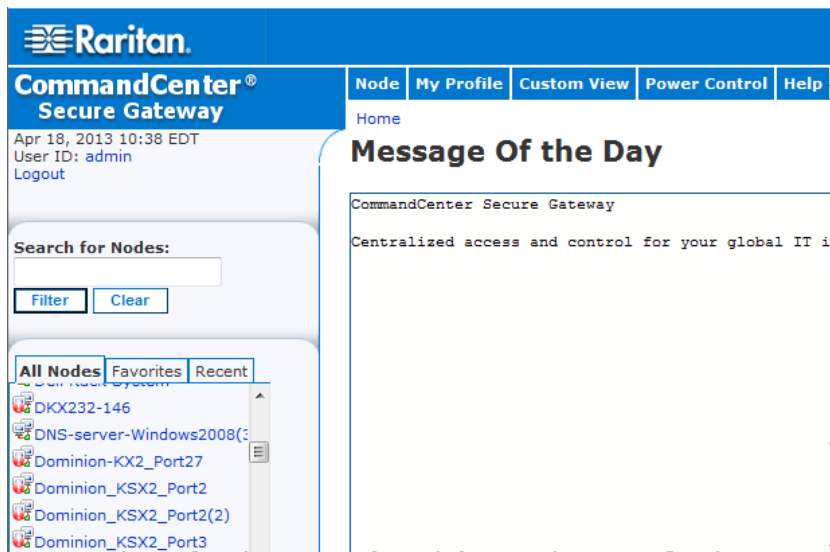 Raritan.
CommandCenter®
Secure Gateway
Apr 18, 2013 10:38 EDT
User ID: admin
Logout
Search for Nodes:
Filter Clear
All Nodes Favorites Recent
DKX232-146
DNS-server-Windows2008(
Dominion-KX2_Port27
Dominion_KSX2_Port2
Dominion_KSX2_Port2(2)
Dominion_KSX2_Port3
Node My Profile Custom View Power Control Help
Home
Message Of the Day
CommandCenter Secure Gateway
Centralized access and control for your global IT i